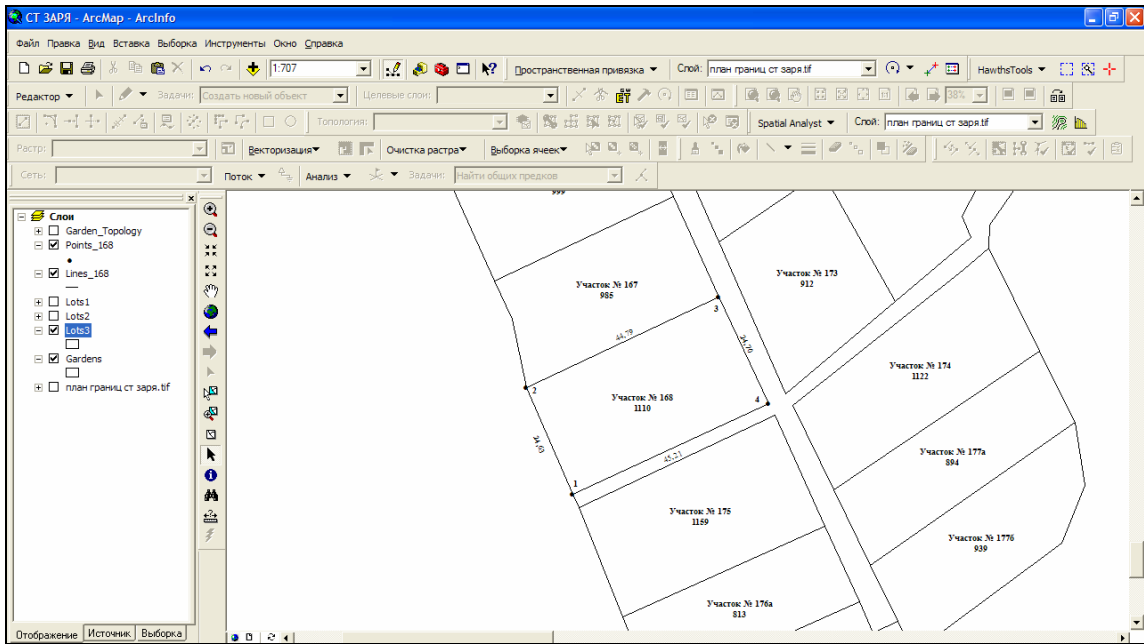 СТ ЗАРЯ - ArcMap - ArcInfo
Файл Правка Вид Вставка Выборка Инструменты Окно Справка
1:707 Пространственная привязка Слой: план границ ст заря.tif HawthsTools
Редактор Задачи: Создать новый объект Целевые слои: 38%
Топология: Spatial Analyst Слой: план границ ст заря.tif
Растр: Векторизация Очистка растра Выборка ячеек
Сеть: Поток Анализ Задачи: Найти общих предков
Слои
Garden_Topology
Points_168
Lines_168
Lots1
Lots2
Lots3
Gardens
план границ ст заря.tif
Отображение Источник Выборка
999
Участок № 167
985
Участок № 173
912
3
44,79
24,70
Участок № 174
1122
2
Участок № 168
1110
4
24,63
45,21
Участок № 177а
894
1
Участок № 175
1159
Участок № 177б
939
Участок № 176а
813